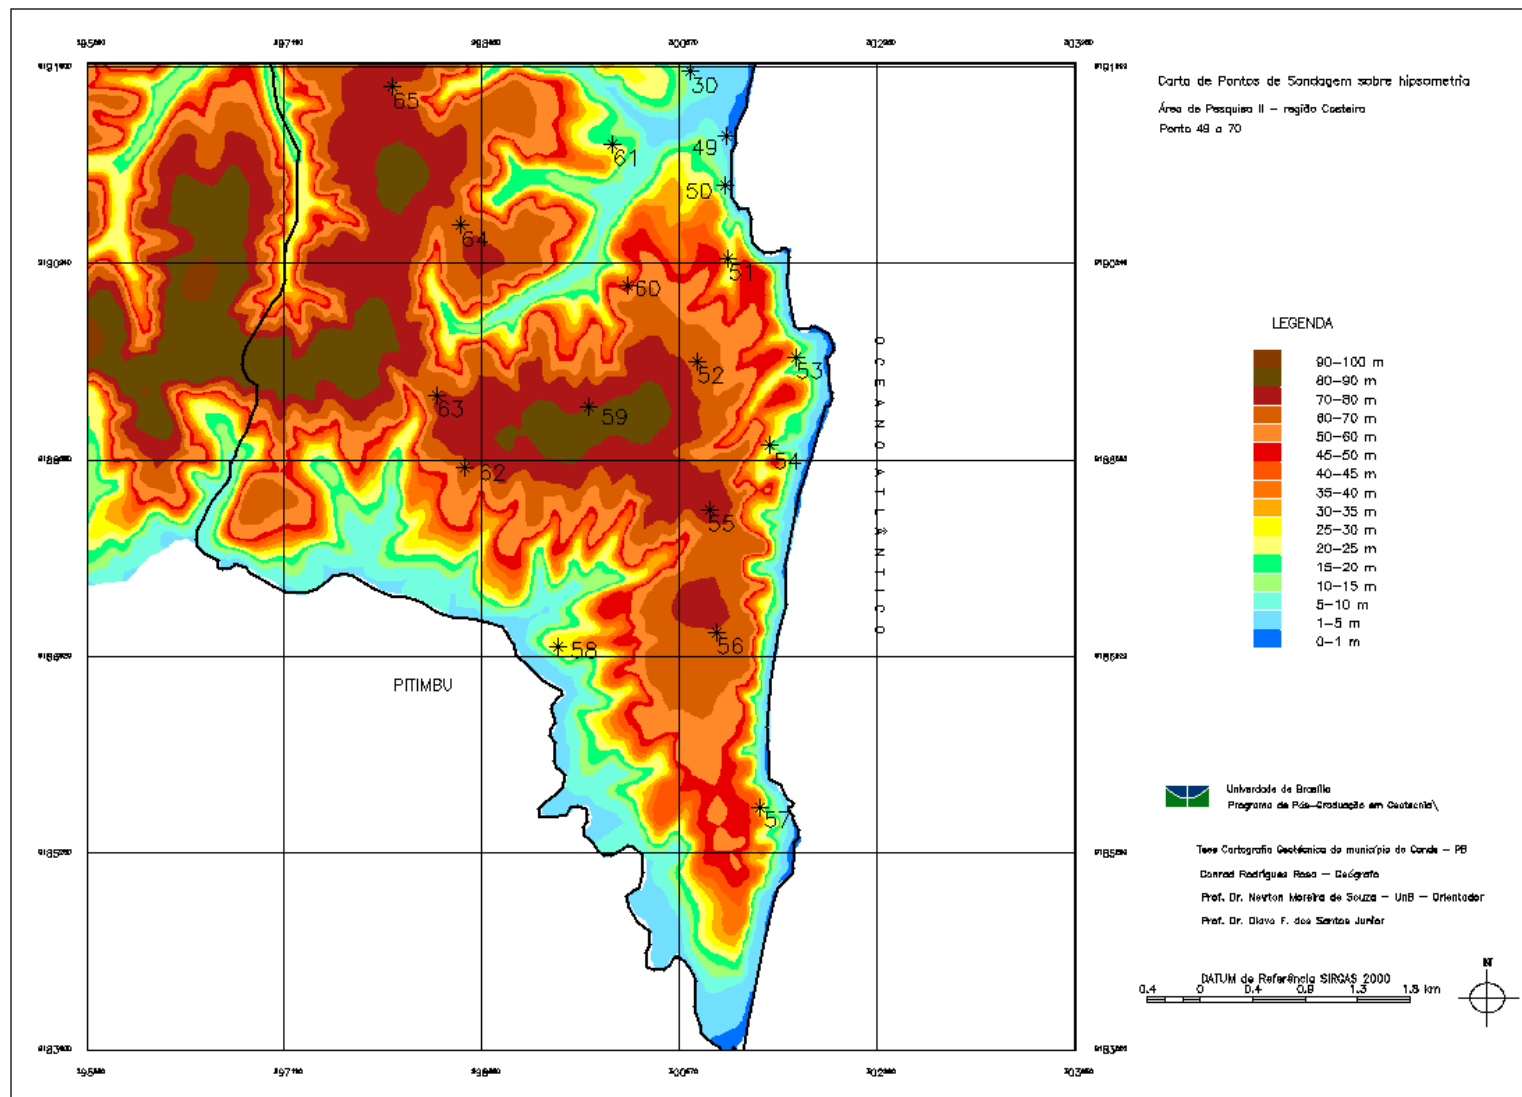 Carta de Pontos de Sondagem sobre hipsometria
Área de Pesquisa II – região Costeira
Ponto 49 a 70
65
30
49
61
50
64
51
60
52
53
63
59
54
62
55
56
58
57
PITIMBU
OCEANO ATLÂNTICO
LEGENDA
90–100 m
80–90 m
70–80 m
60–70 m
50–60 m
45–50 m
40–45 m
35–40 m
30–35 m
25–30 m
20–25 m
15–20 m
10–15 m
5–10 m
1–5 m
0–1 m
Programa de Pós–Graduação em Geotecnia\
Tese Cartografia Geotécnica do município do Conde – PB
Conrad Rodrigues Rosa – Geógrafo
Prof. Dr. Newton Moreira de Souza – UnB – Orientador
Prof. Dr. Olavo F. dos Santos Junior
DATUM de Referência SIRGAS 2000
0.4 0 0.4 0.9 1.3 1.8 km
N